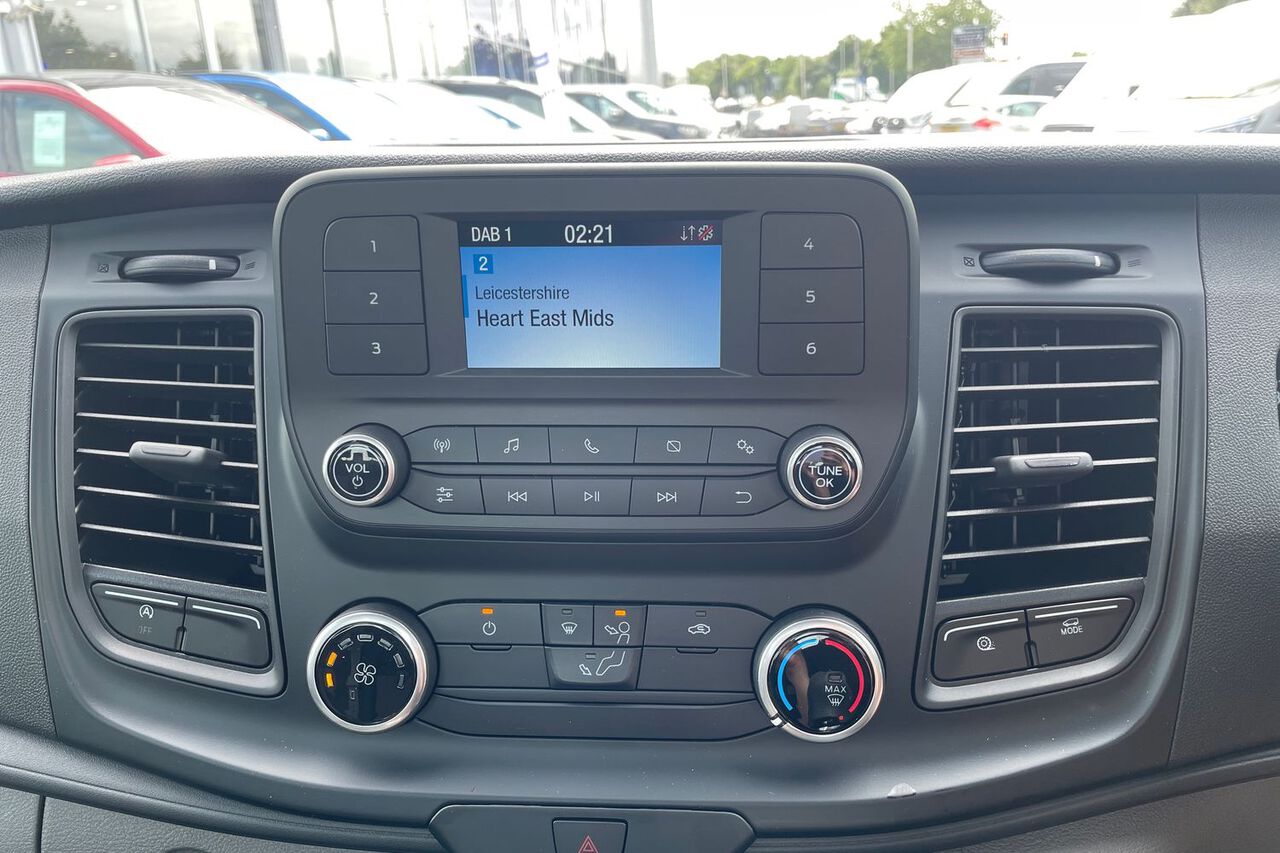 DAB 1 02:21
2
Leicestershire
Heart East Mids
1
2
3
4
5
6
VOL
TUNE
OK
A
OFF
MODE
MAX